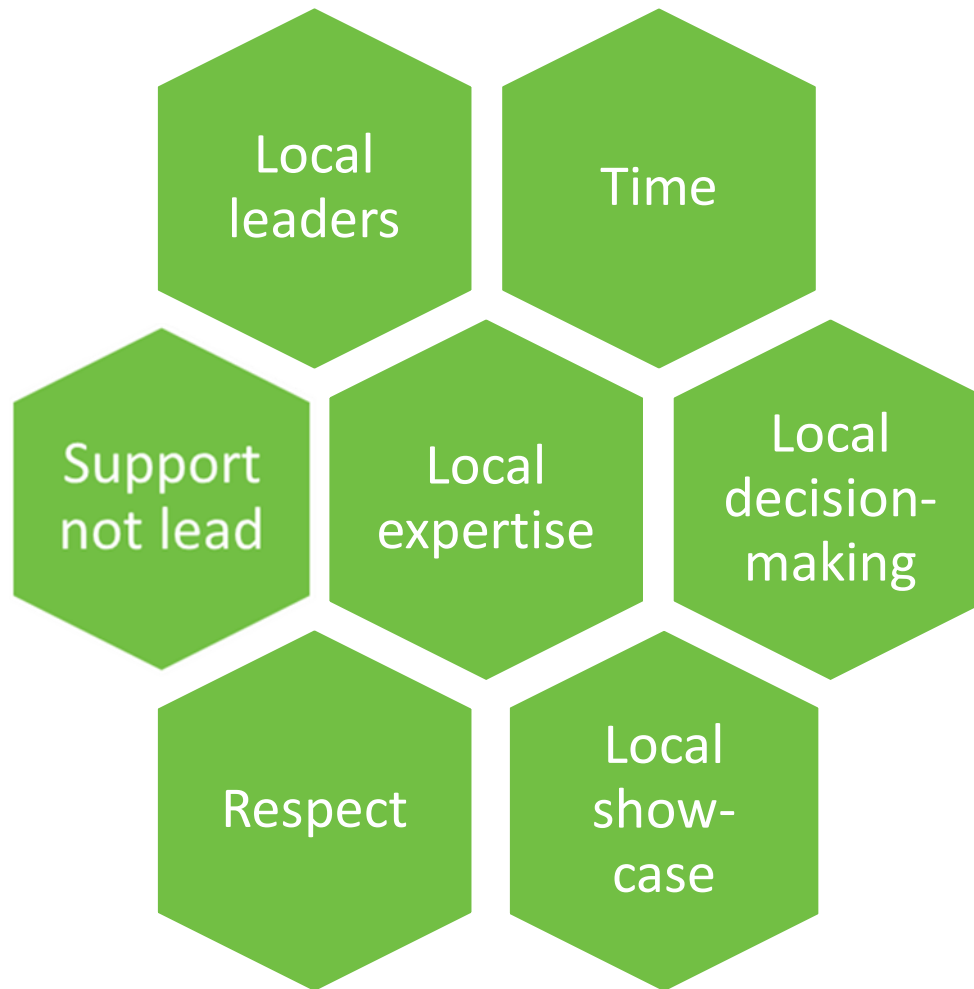 Local
leaders
Time
Support
not lead
Local
expertise
Local
decision-
making
Respect
Local
show-
case